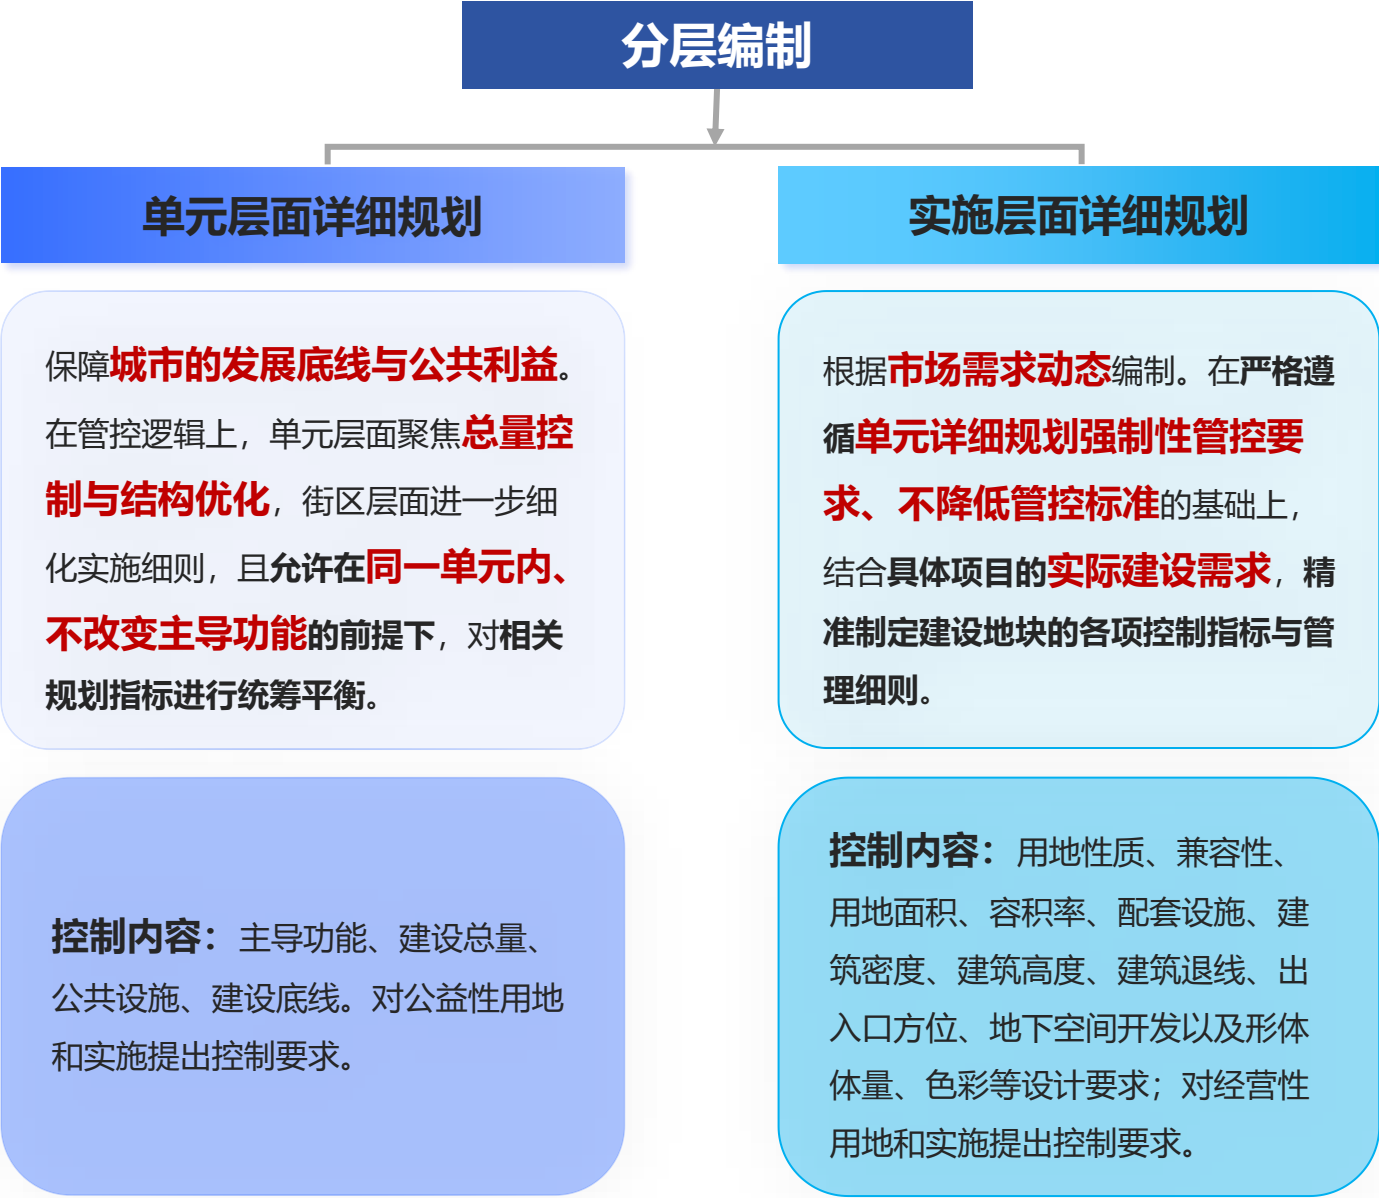 分层编制
单元层面详细规划
保障城市的发展底线与公共利益。
在管控逻辑上，单元层面聚焦总量控
制与结构优化，街区层面进一步细
化实施细则，且允许在同一单元内、
不改变主导功能的前提下，对相关
规划指标进行统筹平衡。
控制内容：主导功能、建设总量、
公共设施、建设底线。对公益性用地
和实施提出控制要求。
实施层面详细规划
根据市场需求动态编制。在严格遵
循单元详细规划强制性管控要
求、不降低管控标准的基础上，
结合具体项目的实际建设需求，精
准制定建设地块的各项控制指标与管
理细则。
控制内容：用地性质、兼容性、
用地面积、容积率、配套设施、建
筑密度、建筑高度、建筑退线、出
入口方位、地下空间开发以及形体
体量、色彩等设计要求；对经营性
用地和实施提出控制要求。